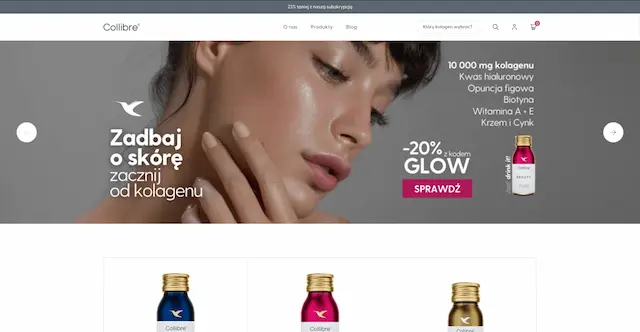 25% taniej z naszą subskrypcją
Collibre
O nas
Produkty
Blog
Który kolagen wybrać?
0
Zadbaj
o skórę
zacznij
od kolagenu
10 000 mg kolagenu
Kwas hialuronowy
Opuncja figowa
Biotyna
Witamina A + E
Krzem i Cynk
-20% z kodem
GLOW
SPRAWDŹ
drink it!
Collibre
BEAUTY
Collibre
Collibre
Collibre